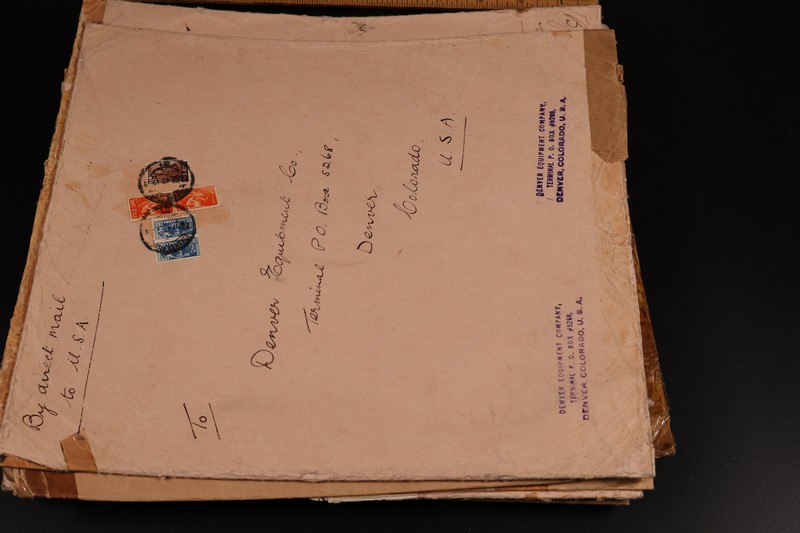 By direct mail
to U.S.A.
To
Denver Equipment Co.,
Terminal P.O. Box 5268,
Denver,
Colorado.
U.S.A.
DENVER EQUIPMENT COMPANY,
TERMINAL P. O. BOX #5268,
DENVER, COLORADO, U. S. A.
DENVER EQUIPMENT COMPANY,
TERMINAL P. O. BOX #5268,
DENVER, COLORADO, U. S. A.